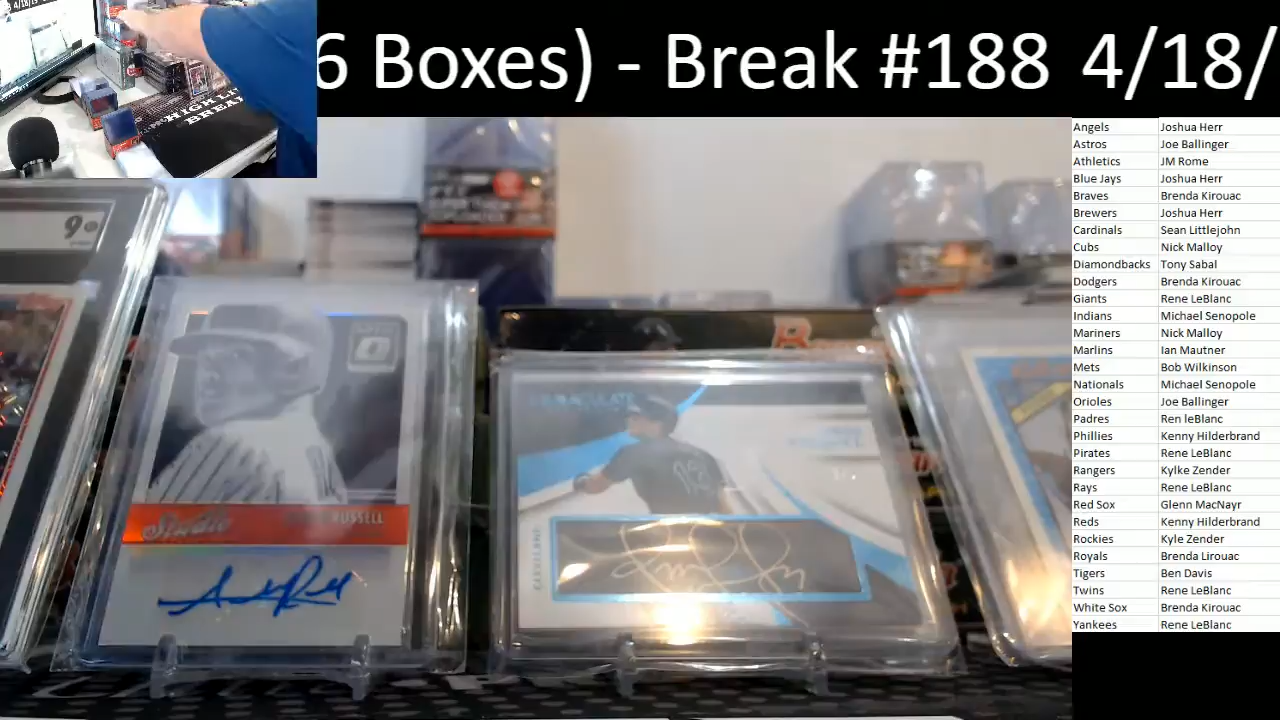 6 Boxes) - Break #188 4/18/
Angels Joshua Herr
Astros Joe Ballinger
Athletics JM Rome
Blue Jays Joshua Herr
Braves Brenda Kirouac
Brewers Joshua Herr
Cardinals Sean Littlejohn
Cubs Nick Malloy
Diamondbacks Tony Sabal
Dodgers Brenda Kirouac
Giants Rene LeBlanc
Indians Michael Senopole
Mariners Nick Malloy
Marlins Ian Mautner
Mets Bob Wilkinson
Nationals Michael Senopole
Orioles Joe Ballinger
Padres Ren leBlanc
Phillies Kenny Hilderbrand
Pirates Rene LeBlanc
Rangers Kylke Zender
Rays Rene LeBlanc
Red Sox Glenn MacNayr
Reds Kenny Hilderbrand
Rockies Kyle Zender
Royals Brenda Lirouac
Tigers Ben Davis
Twins Rene LeBlanc
White Sox Brenda Kirouac
Yankees Rene LeBlanc
9
IMMACULATE
Studio
RUSSELL
CLEVELAND